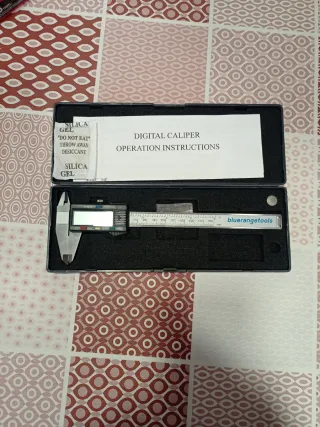 SILICA
GEL
"DO NOT EAT"
THROW AWAY
DESICCANT
SILICA
GEL
DIGITAL CALIPER
OPERATION INSTRUCTIONS
bluerangetools